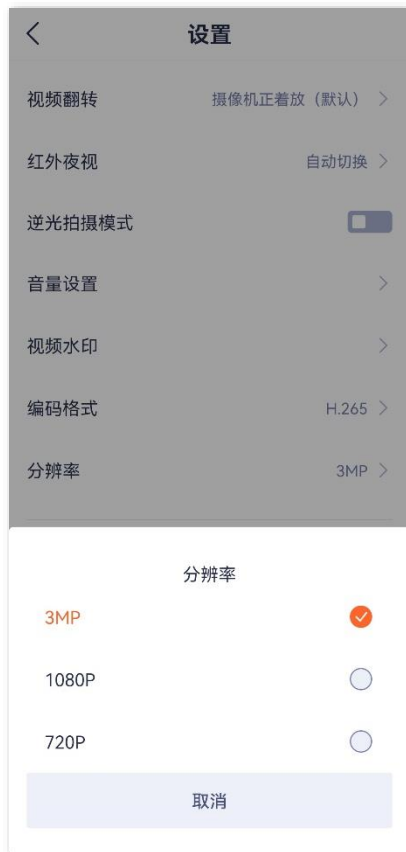 设置
视频翻转 摄像机正着放（默认）
红外夜视 自动切换
逆光拍摄模式
音量设置
视频水印
编码格式 H.265
分辨率 3MP
分辨率
3MP
1080P
720P
取消